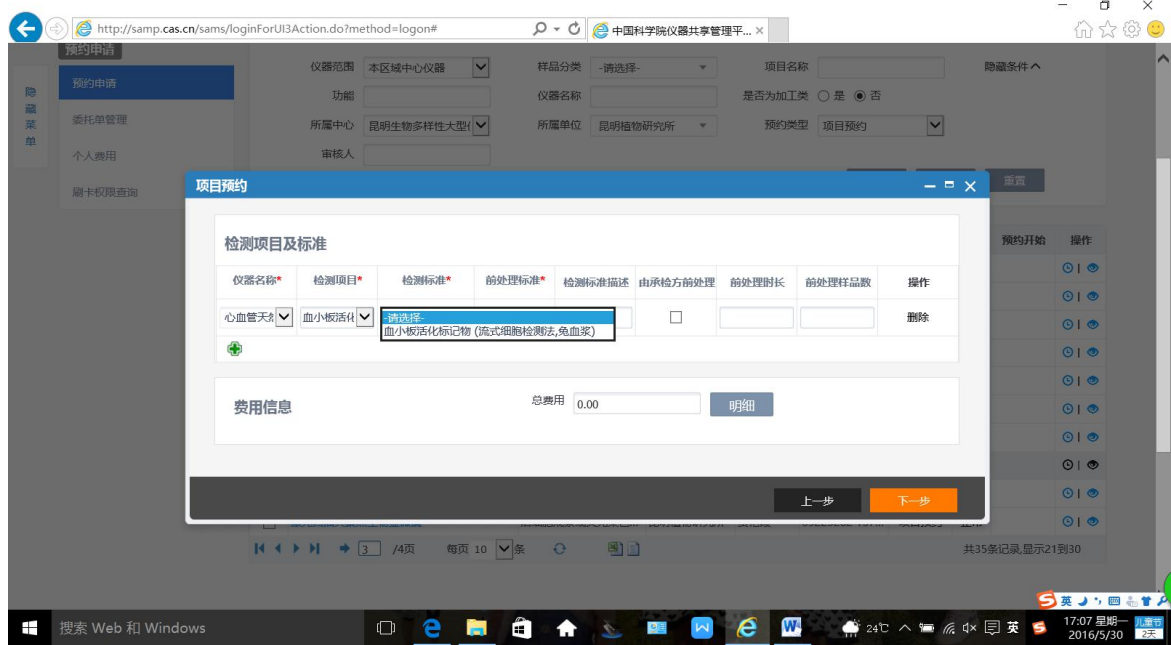 http://samp.cas.cn/sams/loginForUI3Action.do?method=logon#
中国科学院仪器共享管理平... ×
预约申请
隐藏菜单
预约申请
委托单管理
个人费用
刷卡权限查询
仪器范围 本区域中心仪器 样品分类 -请选择- 项目名称 隐藏条件
功能 仪器名称 是否为加工类 是 否
所属中心 昆明生物多样性大型 所属单位 昆明植物研究所 预约类型 项目预约
审核人
重置
项目预约
预约开始 操作
检测项目及标准
仪器名称* 检测项目* 检测标准* 前处理标准* 检测标准描述 由承检方前处理 前处理时长 前处理样品数 操作
心血管天 血小板活化 -请选择- 删除
血小板活化标记物 (流式细胞检测法,兔血浆)
费用信息
总费用 0.00 明细
上一步 下一步
3 /4页 每页 10 条 共35条记录,显示21到30
英
搜索 Web 和 Windows
24℃ 英 17:07 星期一 儿童节
2016/5/30 2天